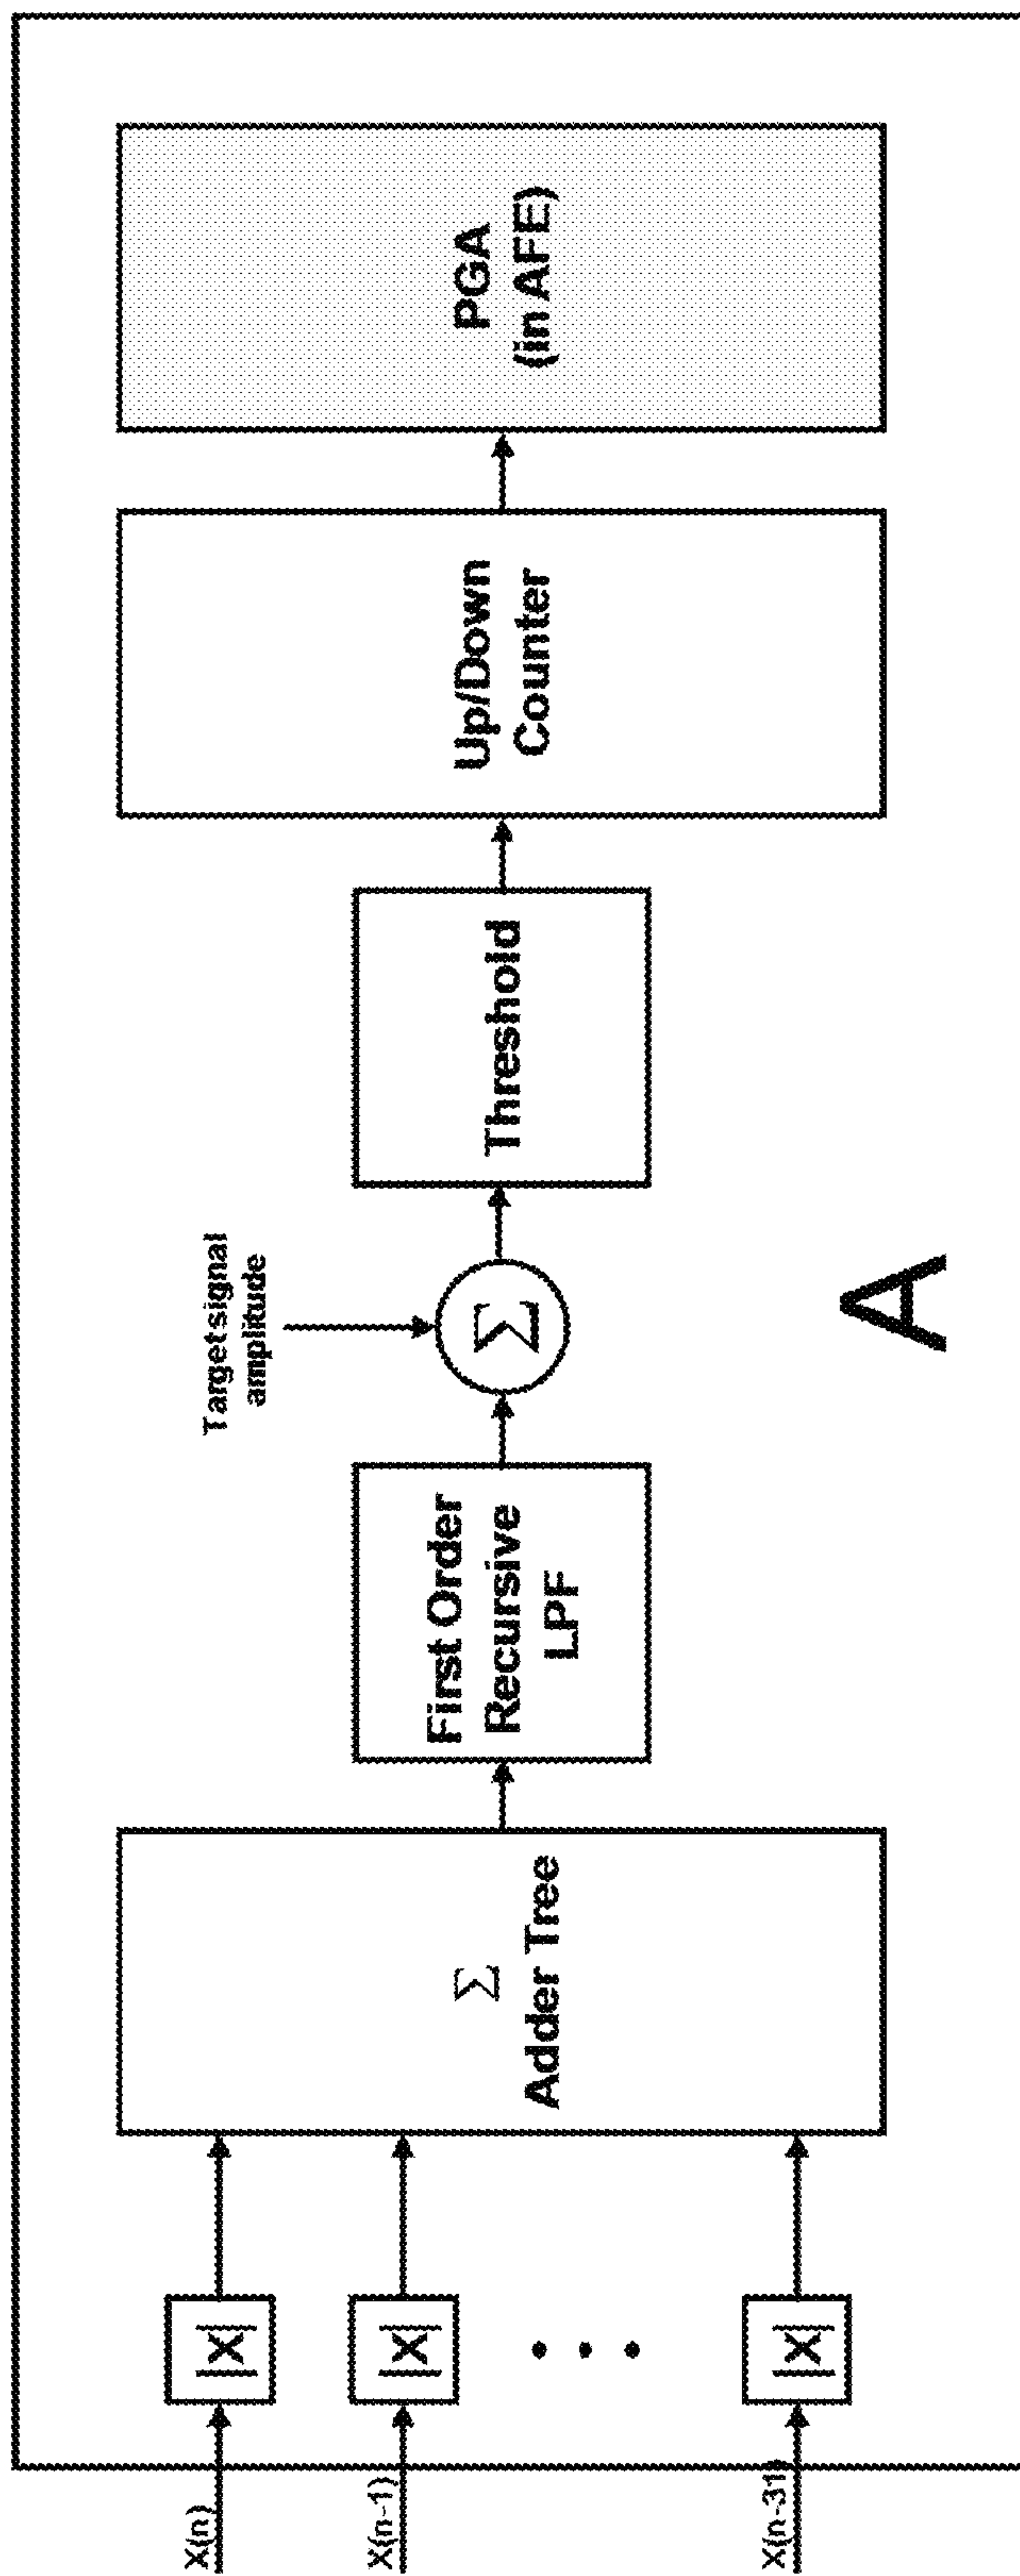 X(n)
X(n-1)
X(n-31)
|X|
|X|
|X|
Σ
Adder Tree
First Order
Recursive
LPF
Target signal
amplitude
Σ
Threshold
Up/Down
Counter
PGA
(in AFE)
A